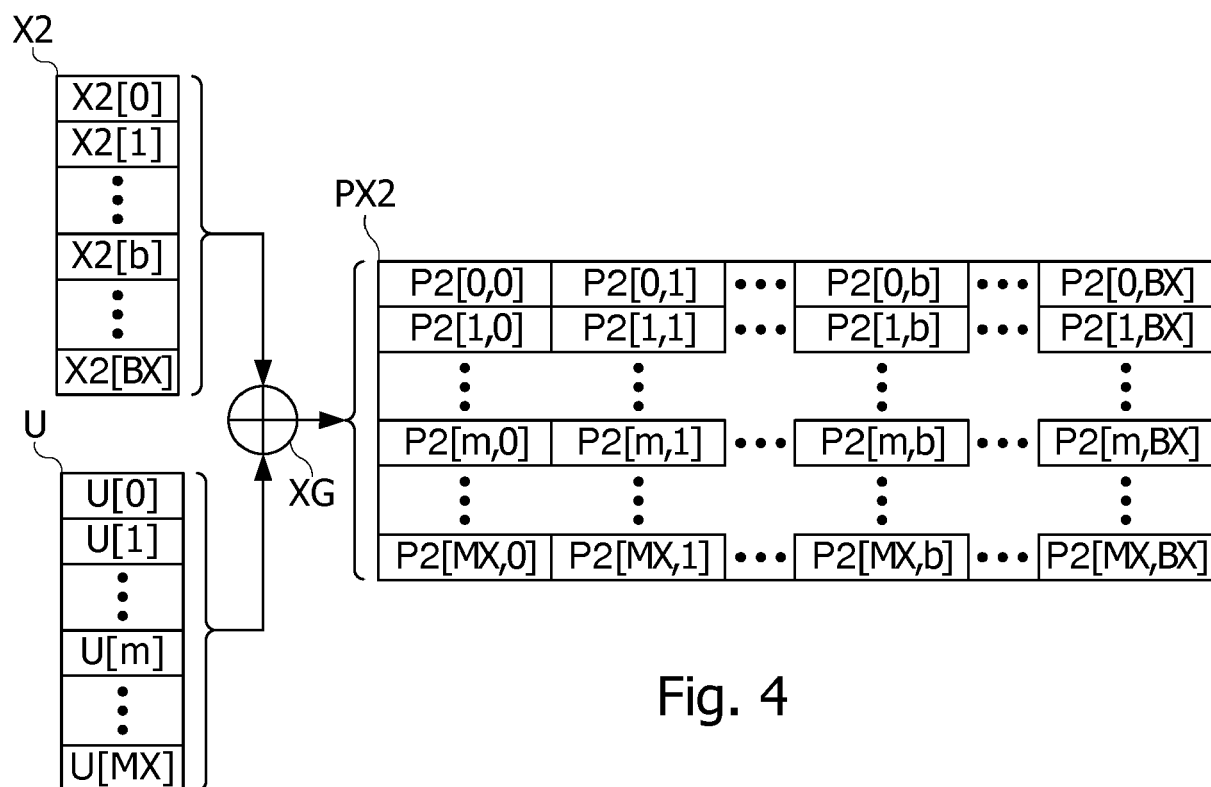 X2
X2[0]
X2[1]
X2[b]
X2[BX]
U
U[0]
U[1]
U[m]
U[MX]
XG
PX2
P2[0,0] P2[0,1] ••• P2[0,b] ••• P2[0,BX]
P2[1,0] P2[1,1] ••• P2[1,b] ••• P2[1,BX]
P2[m,0] P2[m,1] ••• P2[m,b] ••• P2[m,BX]
P2[MX,0] P2[MX,1] ••• P2[MX,b] ••• P2[MX,BX]
Fig. 4